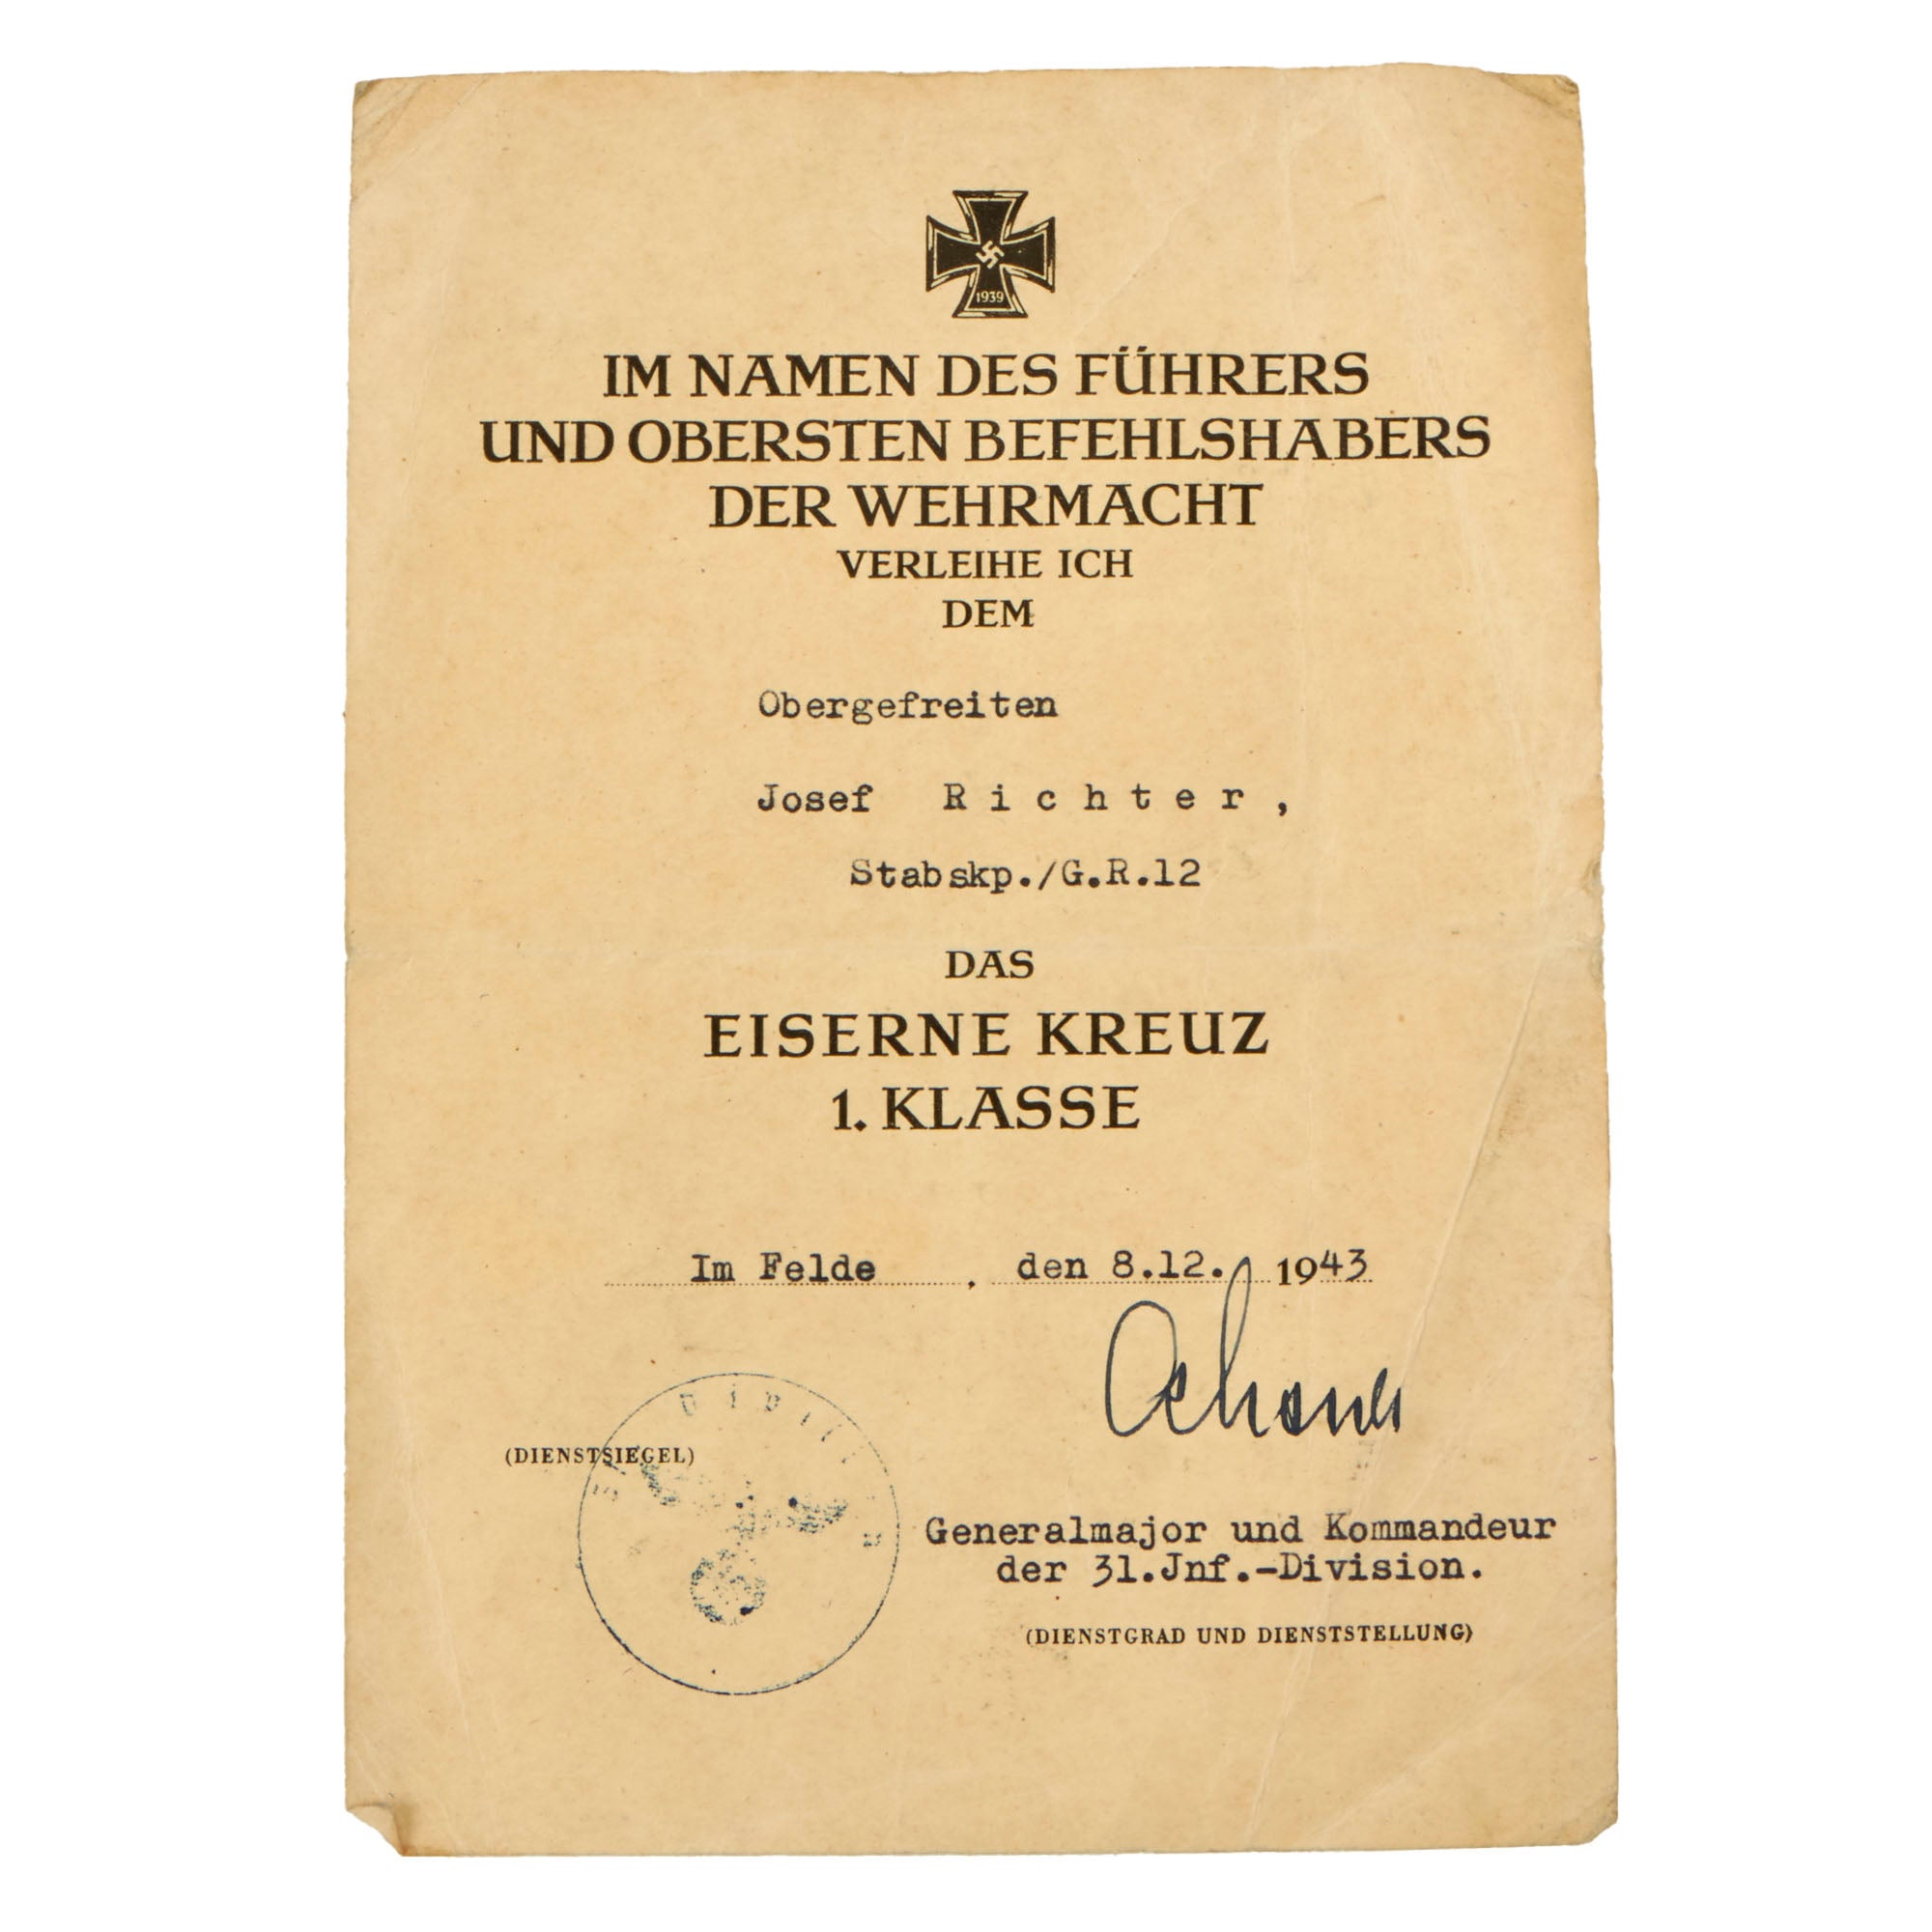 1939
IM NAMEN DES FÜHRERS
UND OBERSTEN BEFEHLSHABERS
DER WEHRMACHT
VERLEIHE ICH
DEM
Obergefreiten
Josef R i c h t e r ,
Stabskp./G.R.12
DAS
EISERNE KREUZ
1. KLASSE
Im Felde , den 8.12. 1943
(DIENSTSIEGEL)
Generalmajor und Kommandeur
der 31.Jnf.-Division.
(DIENSTGRAD UND DIENSTSTELLUNG)